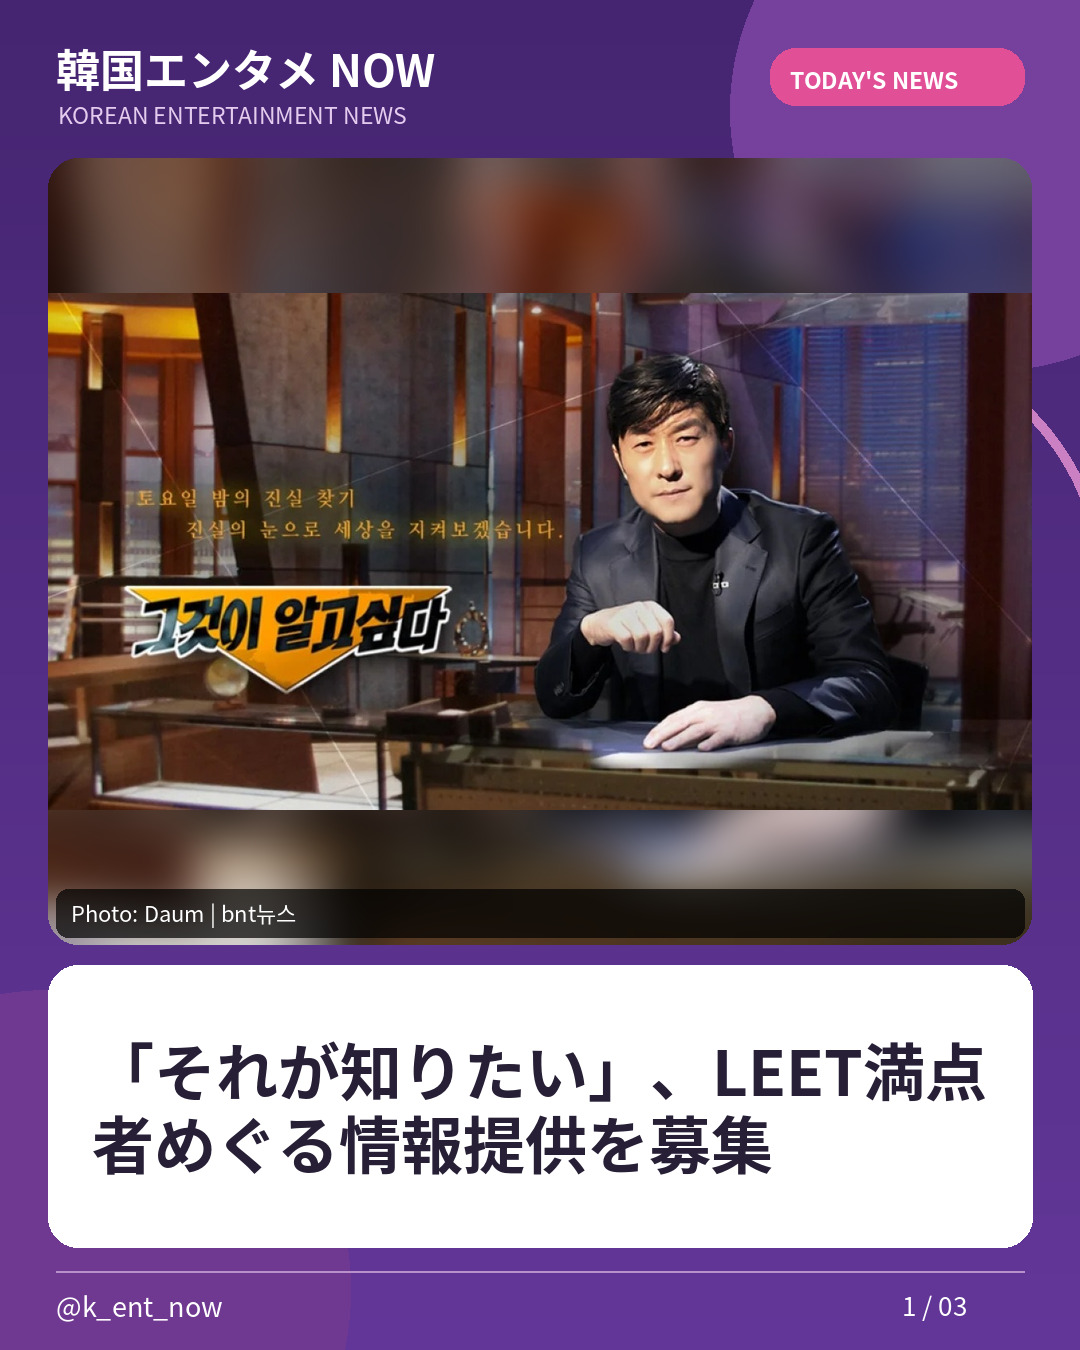 韓国エンタメ NOW
KOREAN ENTERTAINMENT NEWS
TODAY'S NEWS
토요일 밤의 진실 찾기
진실의 눈으로 세상을 지켜보겠습니다.
그것이 알고싶다
Photo: Daum | bnt뉴스
「それが知りたい」、LEET満点
者めぐる情報提供を募集
@k_ent_now
1 / 03